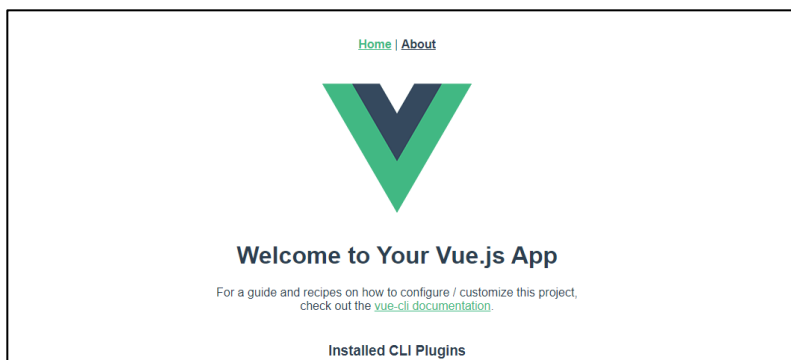 Home | About
Welcome to Your Vue.js App
For a guide and recipes on how to configure / customize this project,
check out the vue-cli documentation.
Installed CLI Plugins